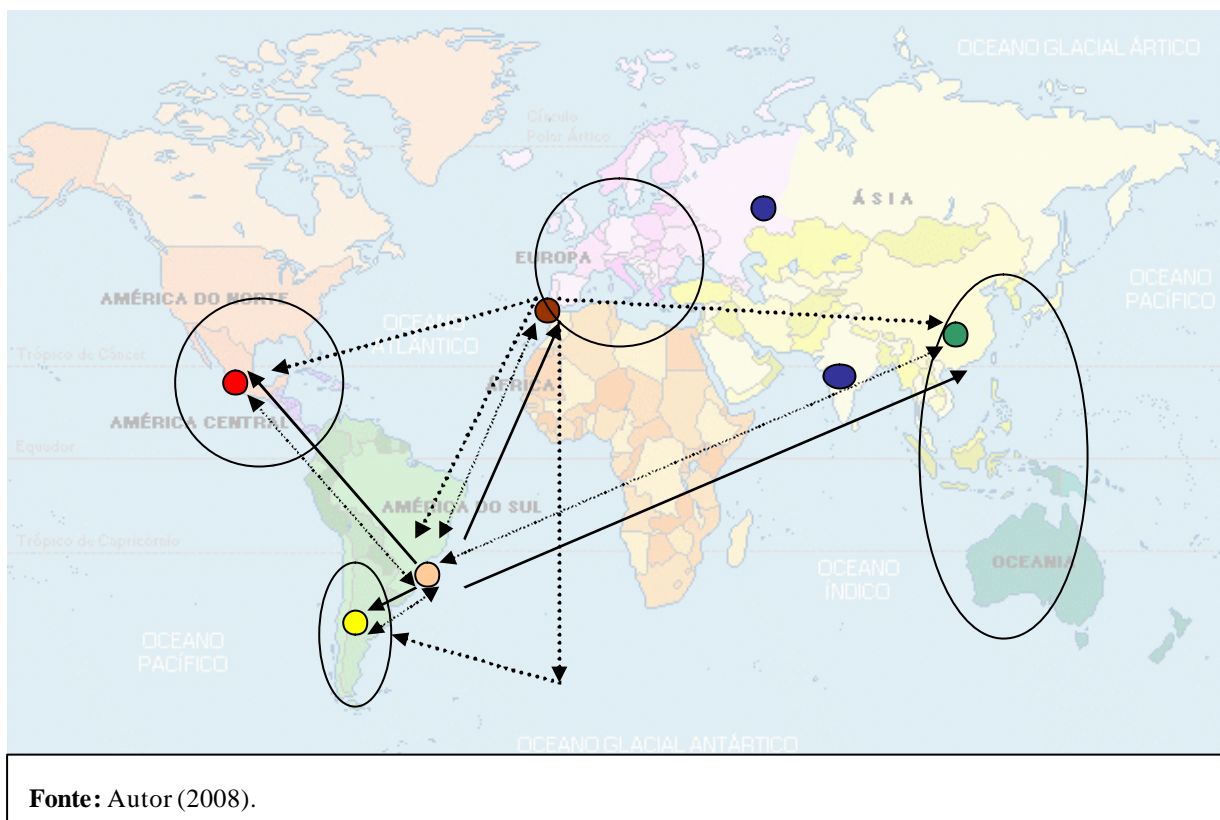 OCEANO GLACIAL ÁRTICO
Círculo
Polar Ártico
ÁSIA
EUROPA
OCEANO
PACÍFICO
AMÉRICA DO NORTE
OCEANO
ATLÂNTICO
Trópico de Câncer
ÁFRICA
AMÉRICA CENTRAL
Equador
AMÉRICA DO SUL
Trópico de Capricórnio
OCEANO
ÍNDICO
OCEANIA
OCEANO
PACÍFICO
OCEANO GLACIAL ANTÁRTICO
Fonte: Autor (2008).